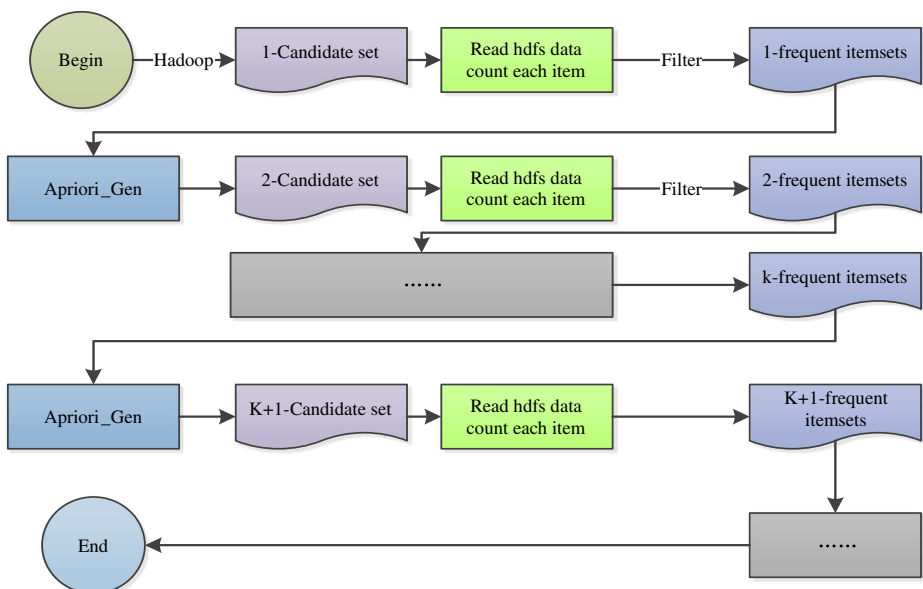 Begin
Hadoop
1-Candidate set
Read hdfs data
count each item
Filter
1-frequent itemsets
Apriori_Gen
2-Candidate set
Read hdfs data
count each item
Filter
2-frequent itemsets
……
k-frequent itemsets
Apriori_Gen
K+1-Candidate set
Read hdfs data
count each item
K+1-frequent
itemsets
End
……